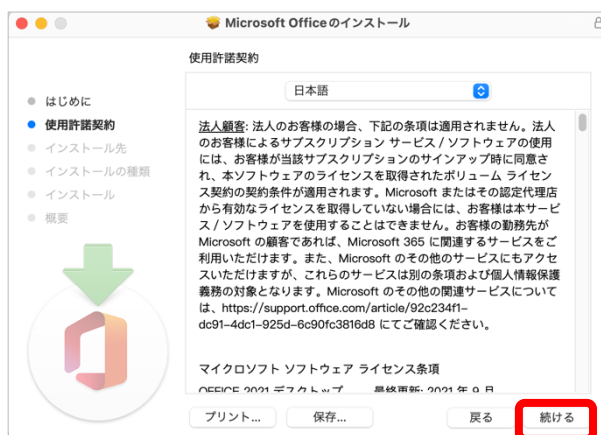 Microsoft Officeのインストール
使用許諾契約
はじめに
使用許諾契約
インストール先
インストールの種類
インストール
概要
日本語
法人顧客: 法人のお客様の場合、下記の条項は適用されません。法人
のお客様によるサブスクリプション サービス / ソフトウェアの使用
には、お客様が当該サブスクリプションのサインアップ時に同意さ
れ、本ソフトウェアのライセンスを取得されたボリューム ライセン
ス契約の契約条件が適用されます。Microsoft またはその認定代理店
から有効なライセンスを取得していない場合には、お客様は本サービ
ス / ソフトウェアを使用することはできません。お客様の勤務先が
Microsoft の顧客であれば、Microsoft 365 に関連するサービスをご
利用いただけます。また、Microsoft のその他のサービスにもアクセ
スいただけますが、これらのサービスは別の条項および個人情報保護
義務の対象となります。Microsoft のその他の関連サービスについて
は、https://support.office.com/article/92c234f1-
dc91-4dc1-925d-6c90fc3816d8 にてご確認ください。
マイクロソフト ソフトウェア ライセンス条項
OFFICE 2021 デスクトップ 最終更新: 2021 年 9 月
プリント... 保存... 戻る 続ける